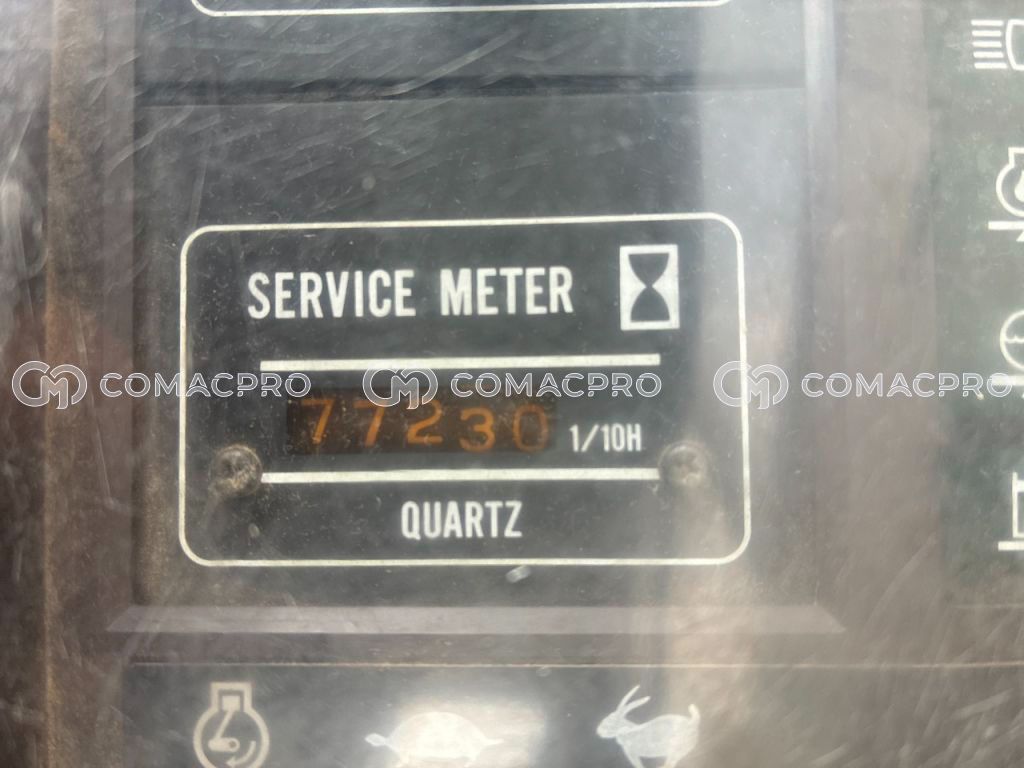 SERVICE METER
COMACPRO COMACPRO COMACPRO
77230 1/10H
QUARTZ